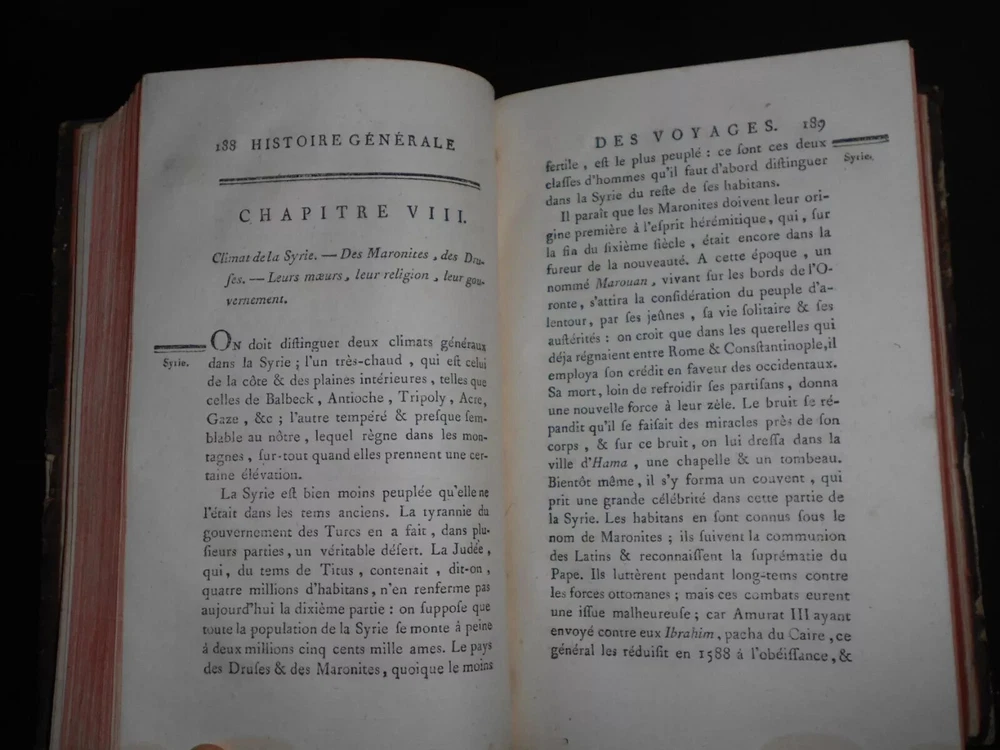 188 HISTOIRE GÉNÉRALE
CHAPITRE VIII.
Climat de la Syrie. — Des Maronites, des Dru-
ſes. — Leurs mœurs, leur religion, leur gou-
vernement.
Syrie.
ON doit diſtinguer deux climats généraux
dans la Syrie ; l'un très-chaud , qui eſt celui
de la côte & des plaines intérieures , telles que
celles de Balbeck, Antioche , Tripoly, Acre,
Gaze , &c ; l'autre tempéré & preſque ſem-
blable au nôtre , lequel règne dans les mon-
tagnes , ſur-tout quand elles prennent une cer-
taine élévation.
La Syrie eſt bien moins peuplée qu'elle ne
l'était dans les tems anciens. La tyrannie du
gouvernement des Turcs en a fait , dans plu-
ſieurs parties , un véritable déſert. La Judée ,
qui , du tems de Titus , contenait , dit-on ,
quatre millions d'habitans , n'en renferme pas
aujourd'hui la dixième partie : on ſuppoſe que
toute la population de la Syrie ſe monte à peine
à deux millions cinq cents mille ames. Le pays
des Druſes & des Maronites , quoique le moins
DES VOYAGES. 189
Syrie.
fertile , eſt le plus peuplé : ce ſont ces deux
claſſes d'hommes qu'il faut d'abord diſtinguer
dans la Syrie du reſte de ſes habitans.
Il paraît que les Maronites doivent leur ori-
gine première à l'eſprit hérémitique, qui, ſur
la fin du ſixième ſiècle , était encore dans la
fureur de la nouveauté. A cette époque , un
nommé Marouan , vivant ſur les bords de l'O-
ronte, s'attira la conſidération du peuple d'a-
lentour, par ſes jeûnes , ſa vie ſolitaire & ſes
auſtérités : on croit que dans les querelles qui
déja régnaient entre Rome & Conſtantinople, il
employa ſon crédit en faveur des occidentaux.
Sa mort, loin de refroidir ſes partiſans, donna
une nouvelle force à leur zèle. Le bruit ſe ré-
pandit qu'il ſe faiſait des miracles près de ſon
corps , & ſur ce bruit , on lui dreſſa dans la
ville d'Hama , une chapelle & un tombeau.
Bientôt même , il s'y forma un couvent , qui
prit une grande célébrité dans cette partie de
la Syrie. Les habitans en ſont connus ſous le
nom de Maronites ; ils ſuivent la communion
des Latins & reconnaiſſent la ſuprématie du
Pape. Ils luttèrent pendant long-tems contre
les forces ottomanes ; mais ces combats eurent
une iſſue malheureuſe ; car Amurat III ayant
envoyé contre eux Ibrahim, pacha du Caire , ce
général les réduiſit en 1588 à l'obéiſſance , &